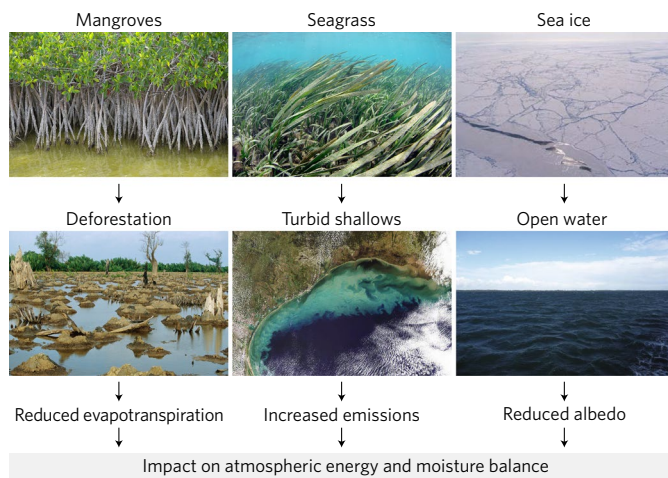 Mangroves
Seagrass
Sea ice
Deforestation
Turbid shallows
Open water
Reduced evapotranspiration
Increased emissions
Reduced albedo
Impact on atmospheric energy and moisture balance